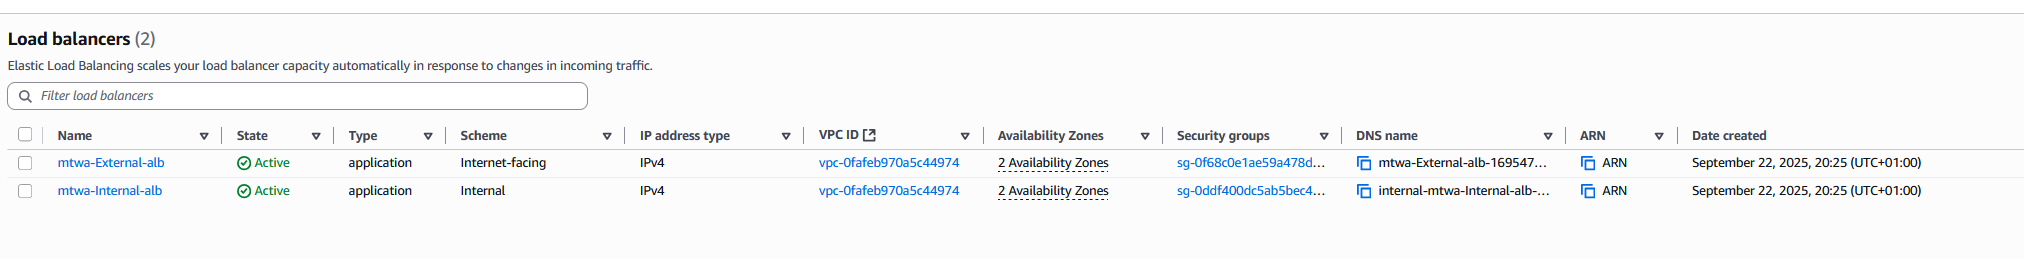 Load balancers (2)
Elastic Load Balancing scales your load balancer capacity automatically in response to changes in incoming traffic.
Filter load balancers
Name State Type Scheme IP address type VPC ID Availability Zones Security groups DNS name ARN Date created
mtwa-External-alb Active application Internet-facing IPv4 vpc-0fafeb970a5c44974 2 Availability Zones sg-0f68c0e1ae59a478d... mtwa-External-alb-169547... ARN September 22, 2025, 20:25 (UTC+01:00)
mtwa-Internal-alb Active application Internal IPv4 vpc-0fafeb970a5c44974 2 Availability Zones sg-0ddf400dc5ab5bec4... internal-mtwa-Internal-alb-... ARN September 22, 2025, 20:25 (UTC+01:00)